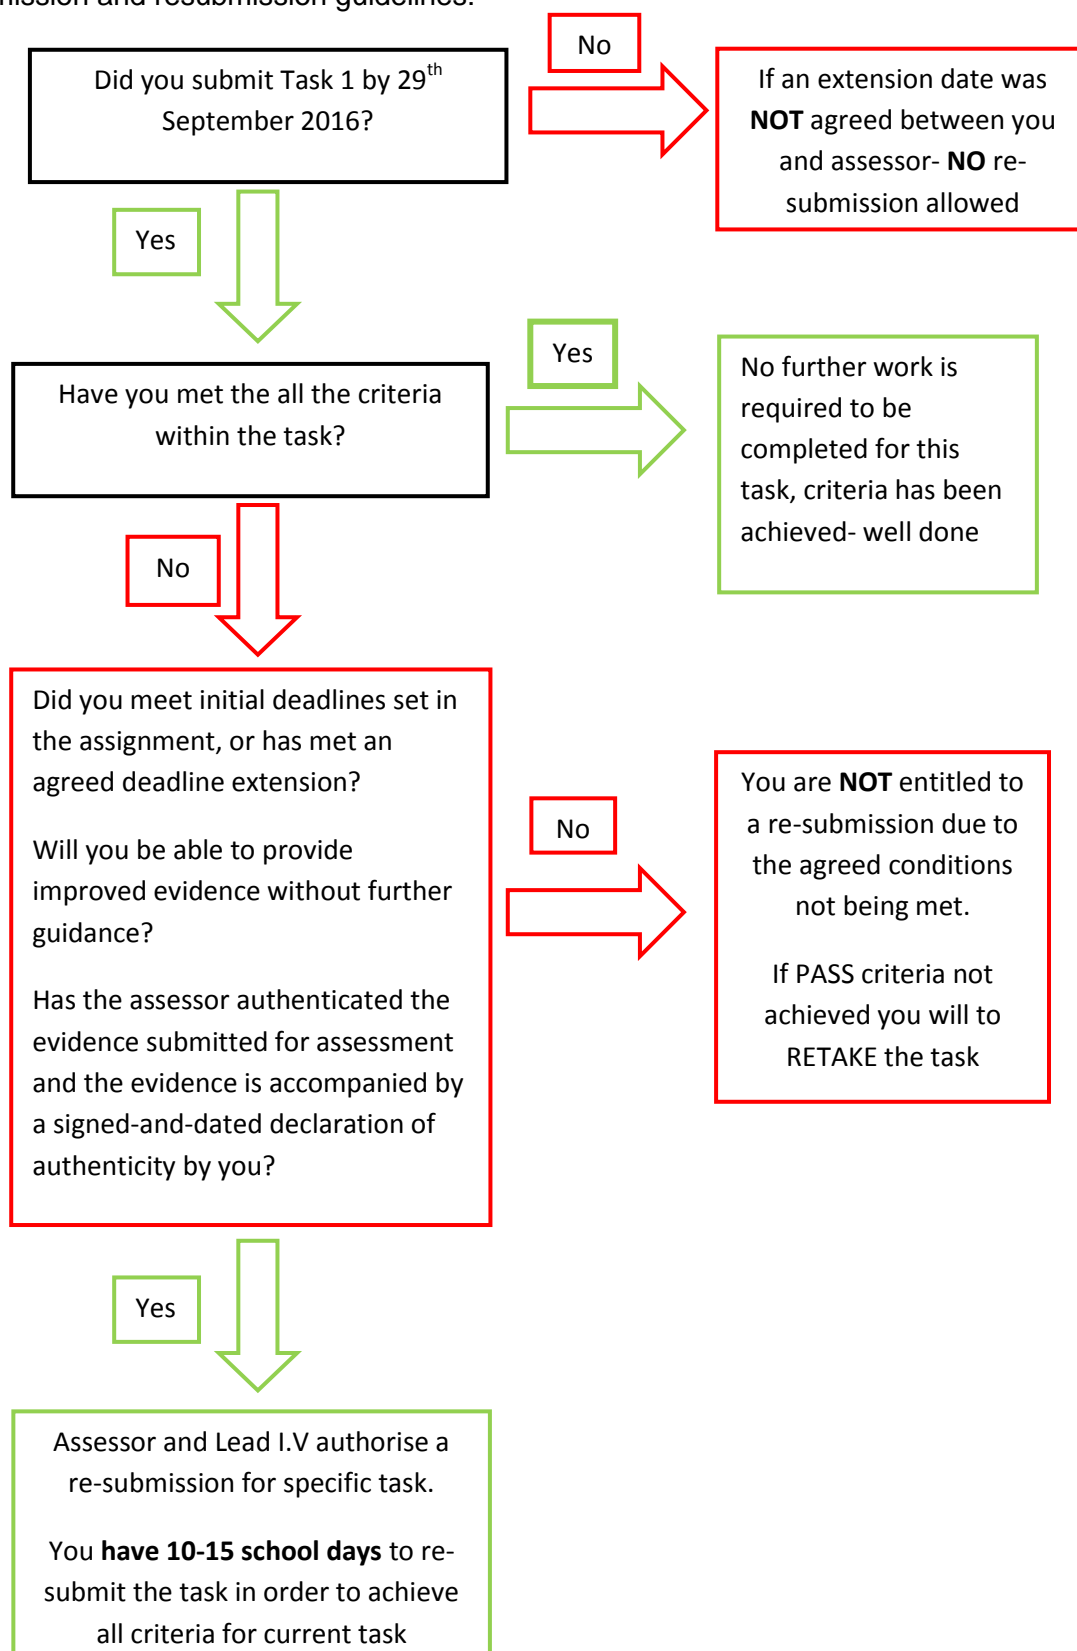 mission and resubmission guidelines.
No
Did you submit Task 1 by 29th
September 2016?
If an extension date was
NOT agreed between you
and assessor- NO re-
submission allowed
Yes
Yes
Have you met the all the criteria
within the task?
No further work is
required to be
completed for this
task, criteria has been
achieved- well done
No
Did you meet initial deadlines set in
the assignment, or has met an
agreed deadline extension?
Will you be able to provide
improved evidence without further
guidance?
Has the assessor authenticated the
evidence submitted for assessment
and the evidence is accompanied by
a signed-and-dated declaration of
authenticity by you?
No
You are NOT entitled to
a re-submission due to
the agreed conditions
not being met.
If PASS criteria not
achieved you will to
RETAKE the task
Yes
Assessor and Lead I.V authorise a
re-submission for specific task.
You have 10-15 school days to re-
submit the task in order to achieve
all criteria for current task